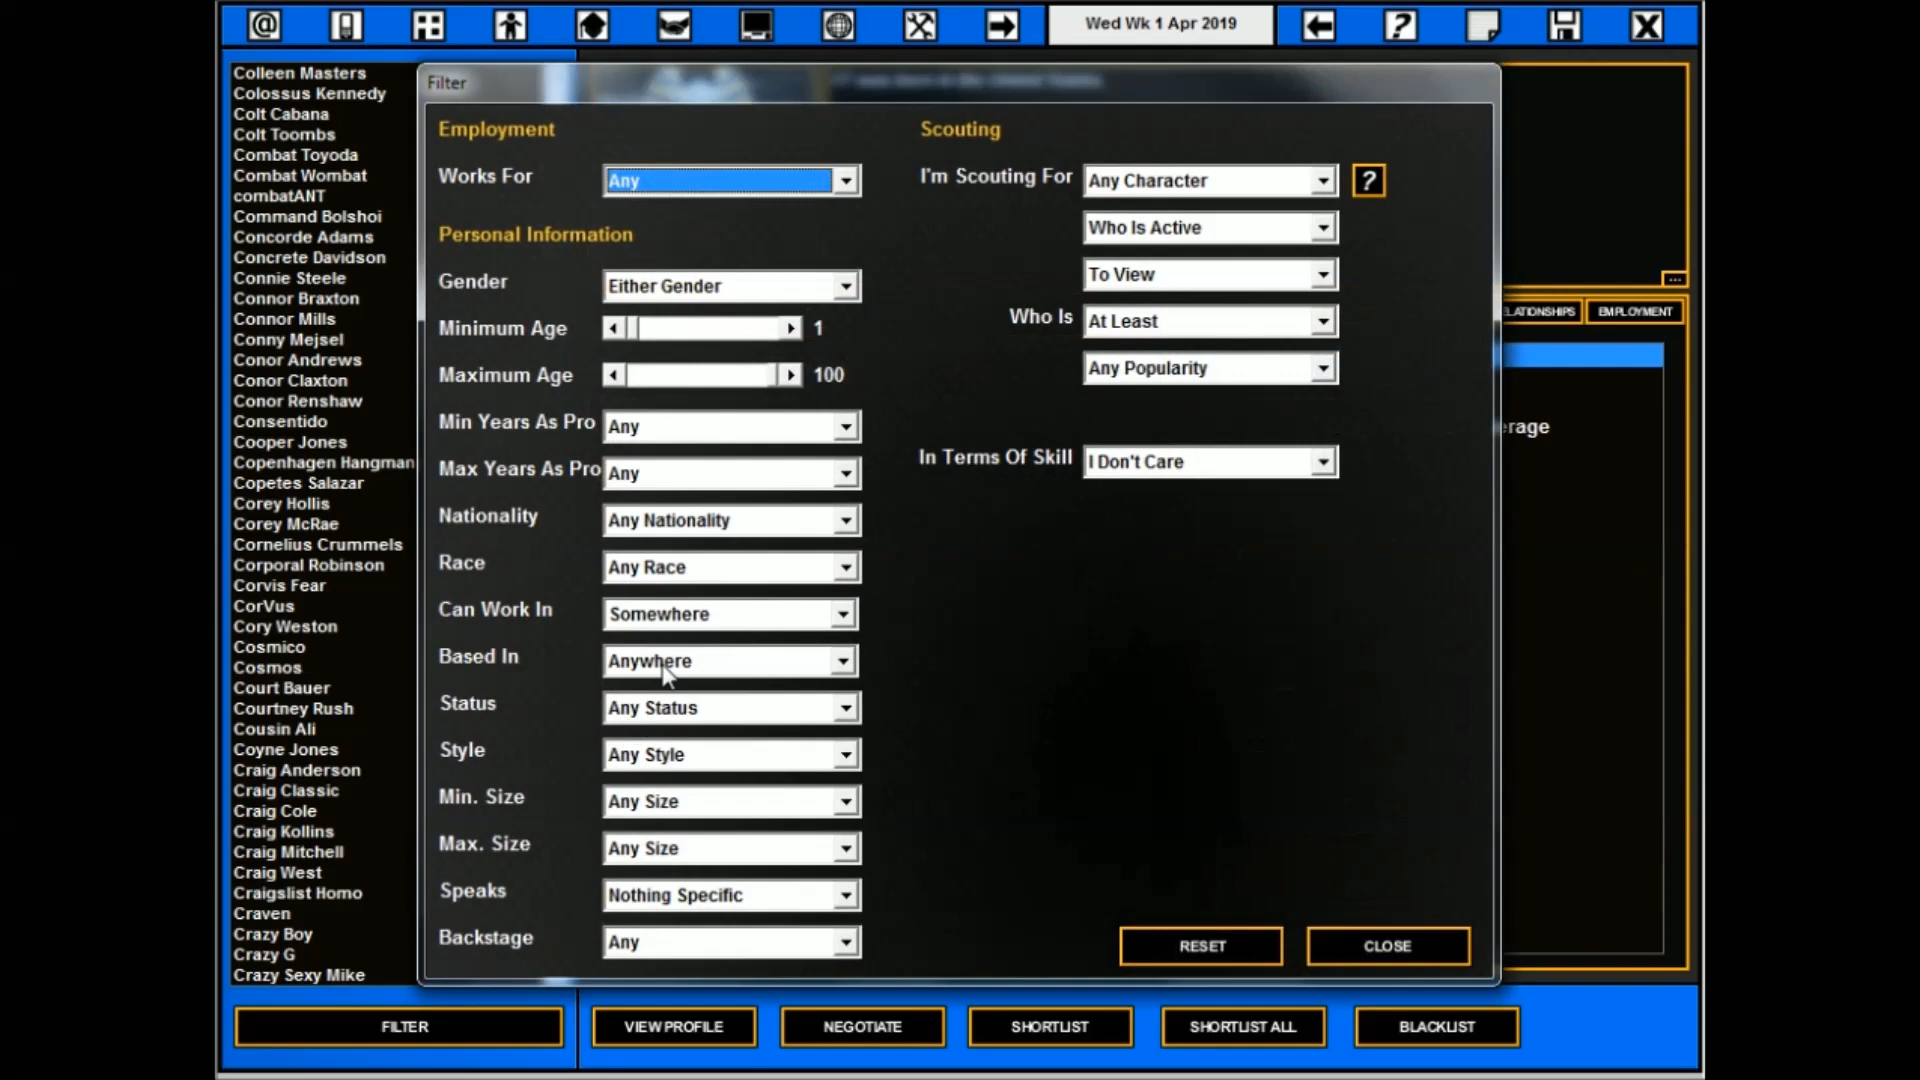 @
Wed Wk 1 Apr 2019
?
X
Colleen Masters
Colossus Kennedy
Colt Cabana
Colt Toombs
Combat Toyoda
Combat Wombat
combatANT
Command Bolshoi
Concorde Adams
Concrete Davidson
Connie Steele
Connor Braxton
Connor Mills
Conny Mejsel
Conor Andrews
Conor Claxton
Conor Renshaw
Consentido
Cooper Jones
Copenhagen Hangman
Copetes Salazar
Corey Hollis
Corey McRae
Cornelius Crummels
Corporal Robinson
Corvis Fear
CorVus
Cory Weston
Cosmico
Cosmos
Court Bauer
Courtney Rush
Cousin Ali
Coyne Jones
Craig Anderson
Craig Classic
Craig Cole
Craig Kollins
Craig Mitchell
Craig West
Craigslist Homo
Craven
Crazy Boy
Crazy G
Crazy Sexy Mike
Filter
Employment
Works For Any
Personal Information
Gender Either Gender
Minimum Age 1
Maximum Age 100
Min Years As Pro Any
Max Years As Pro Any
Nationality Any Nationality
Race Any Race
Can Work In Somewhere
Based In Anywhere
Status Any Status
Style Any Style
Min. Size Any Size
Max. Size Any Size
Speaks Nothing Specific
Backstage Any
Scouting
I'm Scouting For Any Character ?
Who Is Active
To View
Who Is At Least
Any Popularity
In Terms Of Skill I Don't Care
RESET CLOSE
...
ELATIONSHIPS EMPLOYMENT
erage
FILTER VIEW PROFILE NEGOTIATE SHORTLIST SHORTLIST ALL BLACKLIST